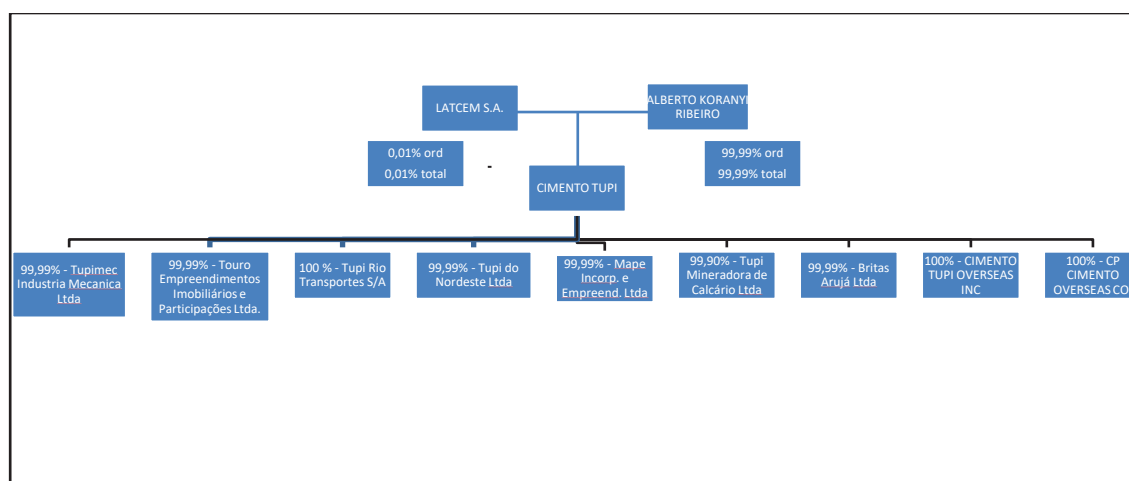 LATCEM S.A.
ALBERTO KORANYI
RIBEIRO
0,01% ord
0,01% total
-
99,99% ord
99,99% total
CIMENTO TUPI
99,99% - Tupimec
Industria Mecanica
Ltda
99,99% - Touro
Empreendimentos
Imobiliários e
Participações Ltda.
100 % - Tupi Rio
Transportes S/A
99,99% - Tupi do
Nordeste Ltda
99,99% - Mape
Incorp. e
Empreend. Ltda
99,90% - Tupi
Mineradora de
Calcário Ltda
99,99% - Britas
Arujá Ltda
100% - CIMENTO
TUPI OVERSEAS
INC
100% - CP
CIMENTO
OVERSEAS CO